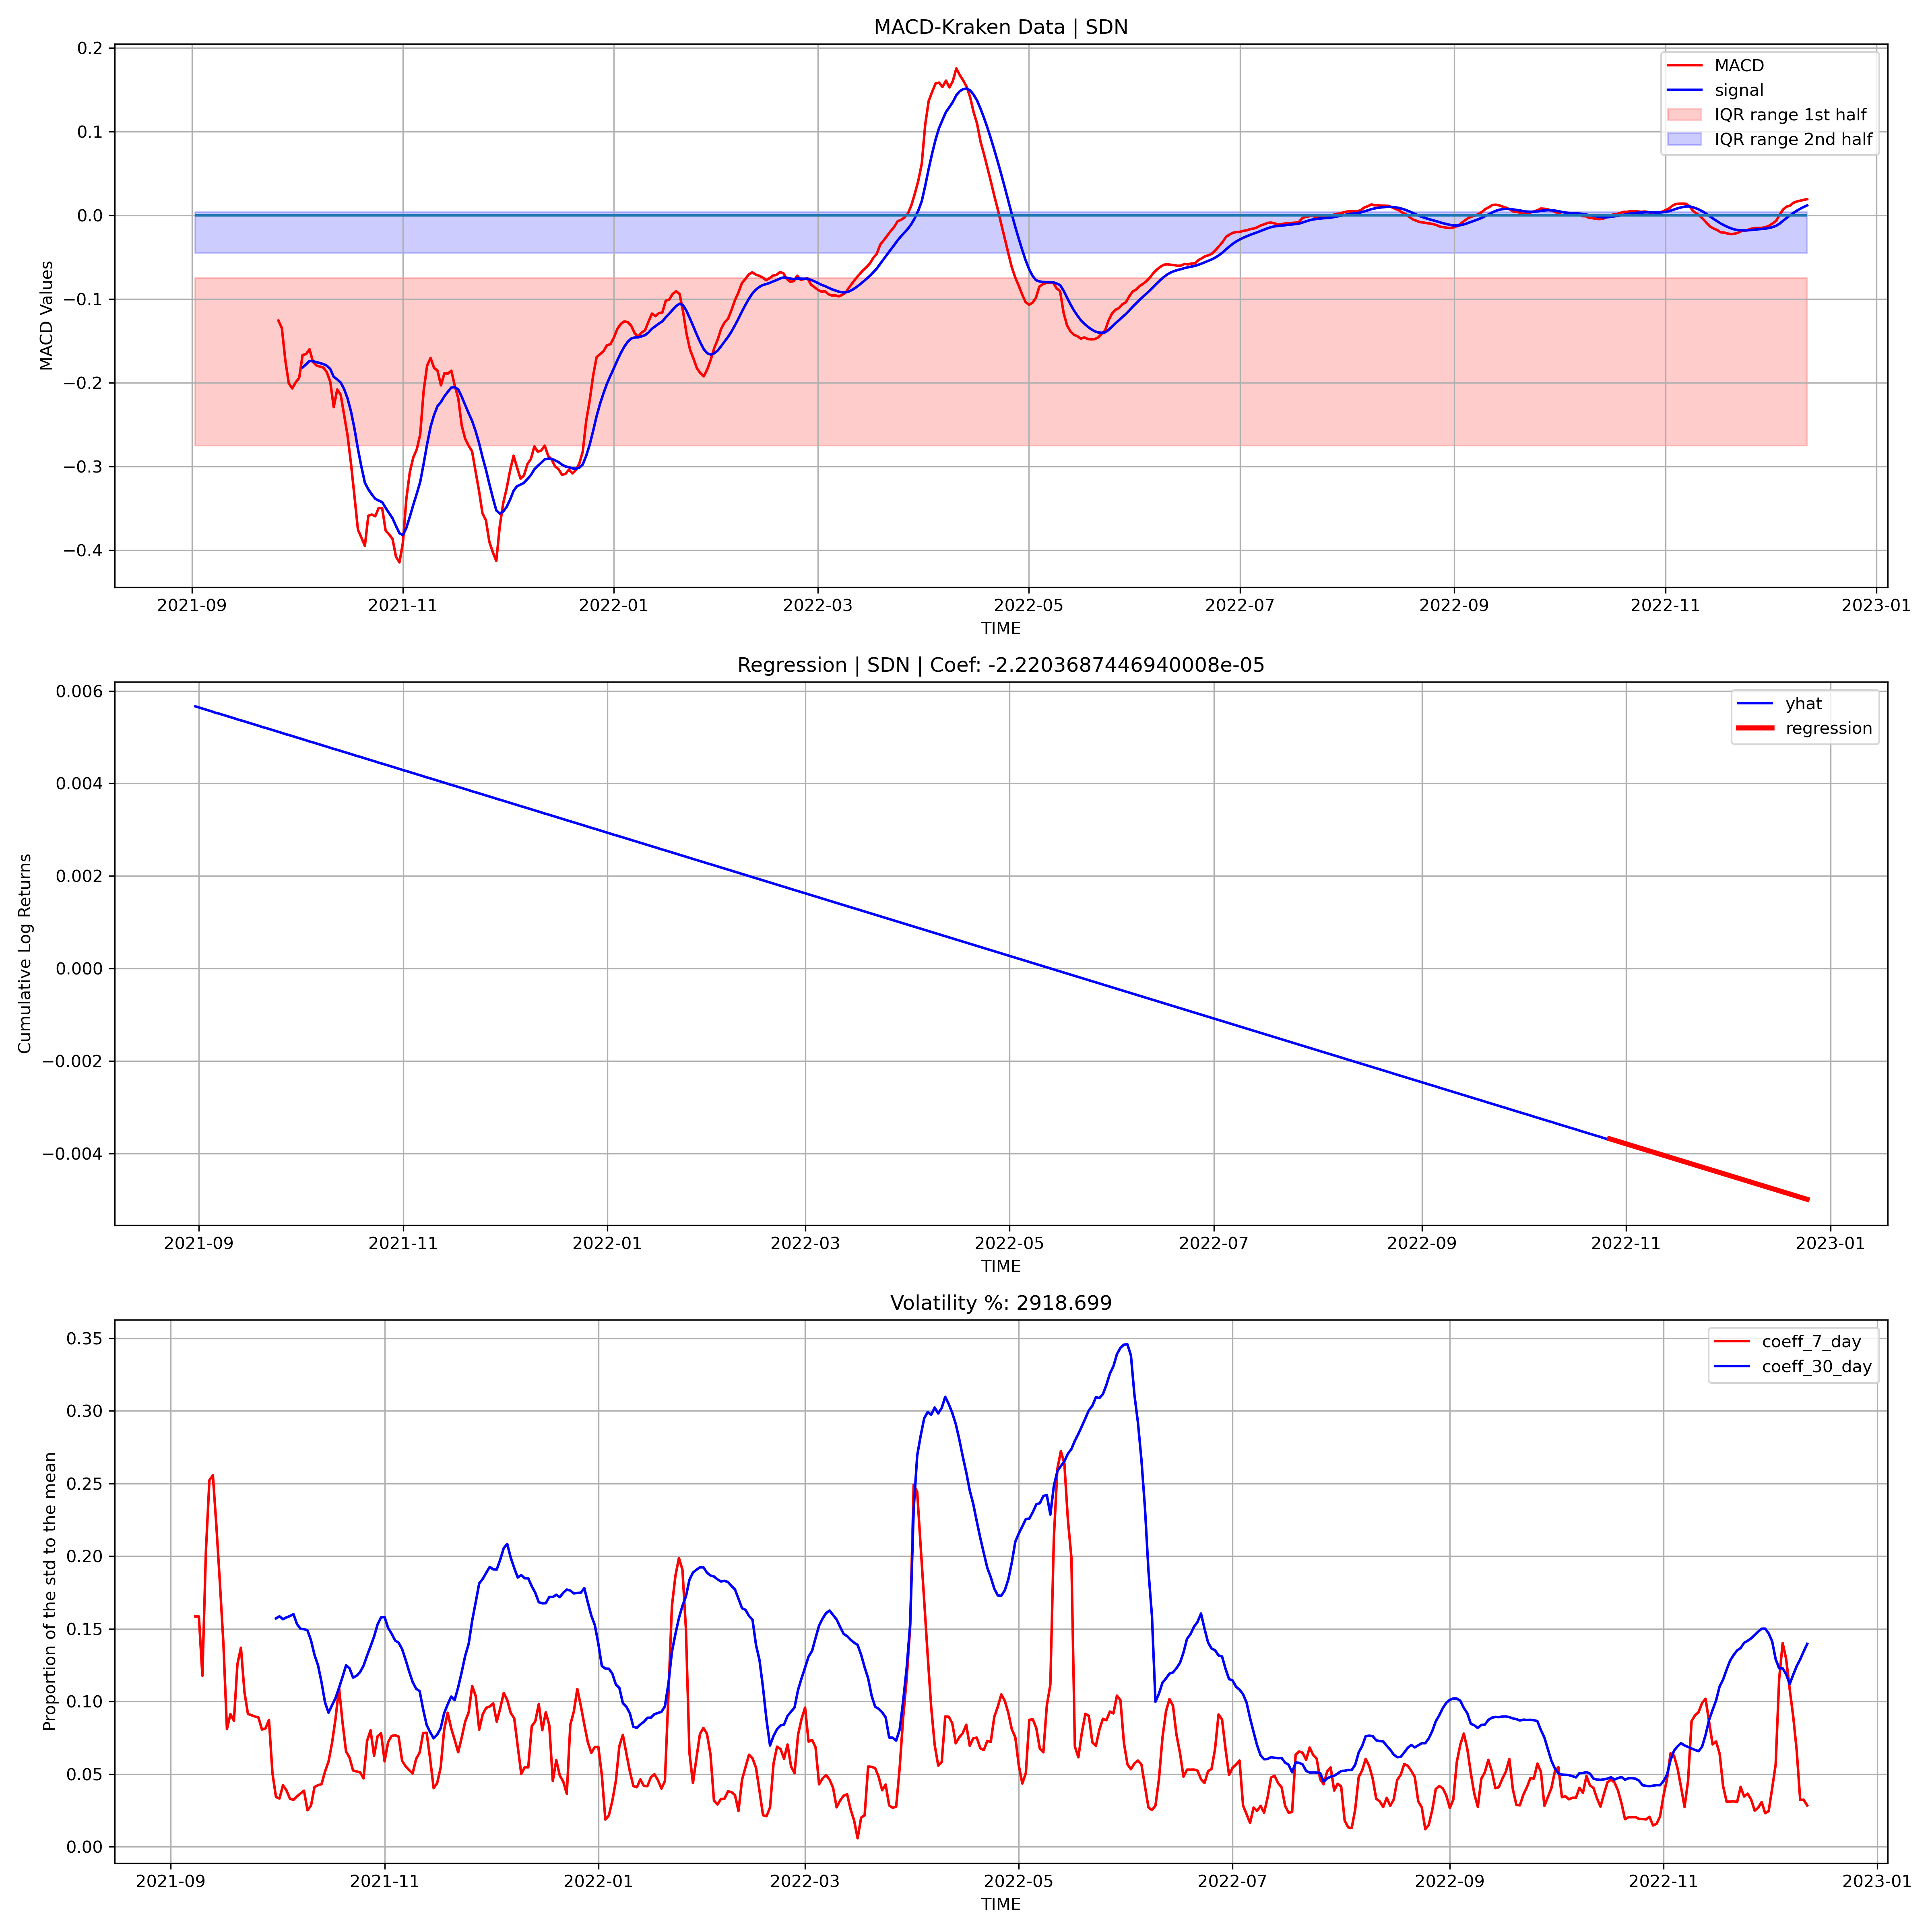 MACD-Kraken Data | SDN
MACD Values
0.2
0.1
0.0
−0.1
−0.2
−0.3
−0.4
MACD
signal
IQR range 1st half
IQR range 2nd half
2021-09 2021-11 2022-01 2022-03 2022-05 2022-07 2022-09 2022-11 2023-01
TIME
Regression | SDN | Coef: -2.2203687446940008e-05
Cumulative Log Returns
0.006
0.004
0.002
0.000
−0.002
−0.004
yhat
regression
2021-09 2021-11 2022-01 2022-03 2022-05 2022-07 2022-09 2022-11 2023-01
TIME
Volatility %: 2918.699
Proportion of the std to the mean
0.35
0.30
0.25
0.20
0.15
0.10
0.05
0.00
coeff_7_day
coeff_30_day
2021-09 2021-11 2022-01 2022-03 2022-05 2022-07 2022-09 2022-11 2023-01
TIME